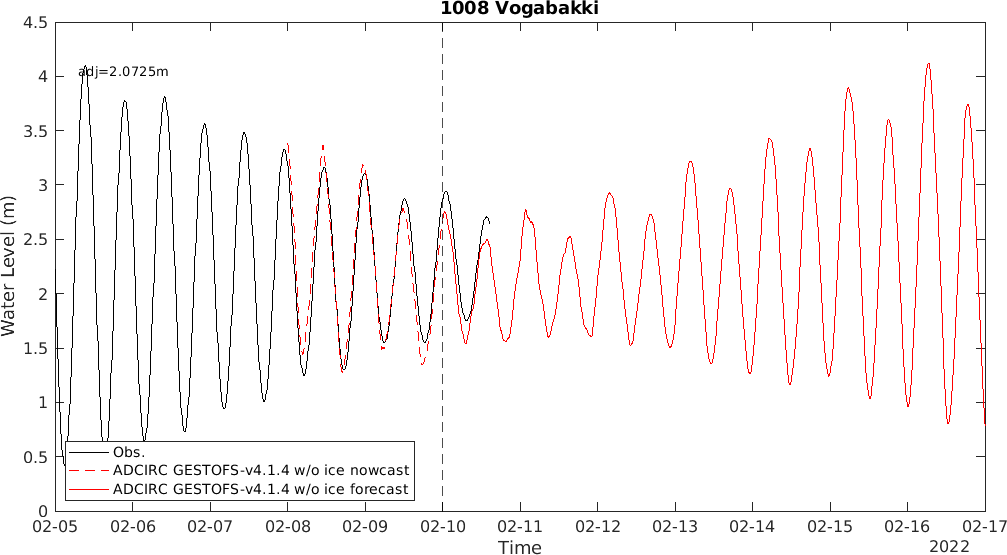 1008 Vogabakki
4.5
4
3.5
3
2.5
2
1.5
1
0.5
0
Water Level (m)
adj=2.0725m
Obs.
ADCIRC GESTOFS-v4.1.4 w/o ice nowcast
ADCIRC GESTOFS-v4.1.4 w/o ice forecast
02-05 02-06 02-07 02-08 02-09 02-10 02-11 02-12 02-13 02-14 02-15 02-16 02-17
Time
2022